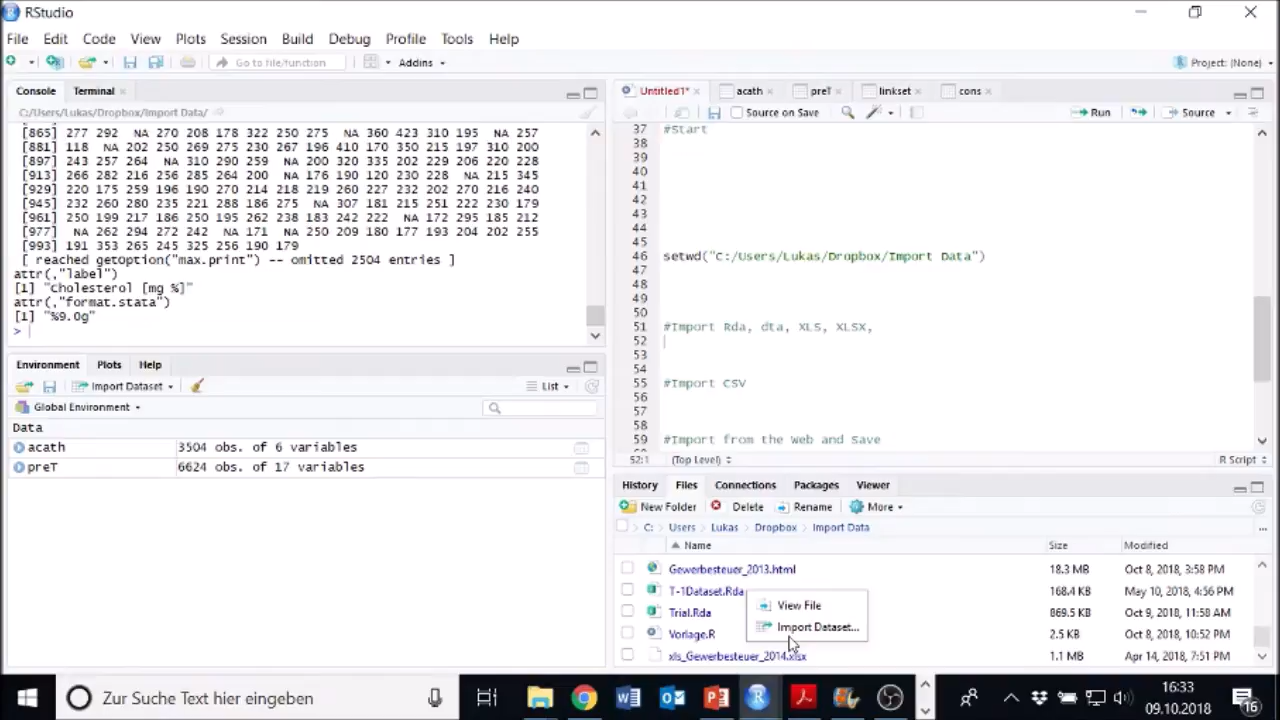 RStudio
File Edit Code View Plots Session Build Debug Profile Tools Help
Go to file/function Addins Project: (None)
Console Terminal
C:/Users/Lukas/Dropbox/Import Data/
[865] 277 292 NA 270 208 178 322 250 275 NA 360 423 310 195 NA 257
[881] 118 NA 202 250 269 275 230 267 196 410 170 350 215 197 310 200
[897] 243 257 264 NA 310 290 259 NA 200 320 335 202 229 206 220 228
[913] 266 282 216 256 285 264 200 NA 176 190 120 230 228 NA 215 345
[929] 220 175 259 196 190 270 214 218 219 260 227 232 202 270 216 240
[945] 232 260 280 235 221 288 186 275 NA 307 181 215 251 222 230 179
[961] 250 199 217 186 250 195 262 238 183 242 222 NA 172 295 185 212
[977] NA 262 294 272 242 NA 171 NA 250 209 180 177 193 204 202 255
[993] 191 353 265 245 325 256 190 179
[ reached getoption("max.print") -- omitted 2504 entries ]
attr(,"label")
[1] "Cholesterol [mg %]"
attr(,"format.stata")
[1] "%9.0g"
>
Environment Plots Help
Import Dataset List
Global Environment
Data
acath 3504 obs. of 6 variables
preT 6624 obs. of 17 variables
Untitled1* acath preT linkset cons
Source on Save Run Source
37 #Start
38
39
40
41
42
43
44
45
46 setwd("C:/Users/Lukas/Dropbox/Import Data")
47
48
49
50
51 #Import Rda, dta, XLS, XLSX,
52
53
54
55 #Import CSV
56
57
58
59 #Import from the Web and Save
52:1 (Top Level) R Script
History Files Connections Packages Viewer
New Folder Delete Rename More
C: Users Lukas Dropbox Import Data
Name Size Modified
Gewerbesteuer_2013.html 18.3 MB Oct 8, 2018, 3:58 PM
T-1Dataset.Rda 168.4 KB May 10, 2018, 4:56 PM
View File
Trial.Rda 869.5 KB Oct 9, 2018, 11:58 AM
Import Dataset...
Vorlage.R 2.5 KB Oct 8, 2018, 10:52 PM
xls_Gewerbesteuer_2014.xlsx 1.1 MB Apr 14, 2018, 7:51 PM
Zur Suche Text hier eingeben
16:33
09.10.2018
16